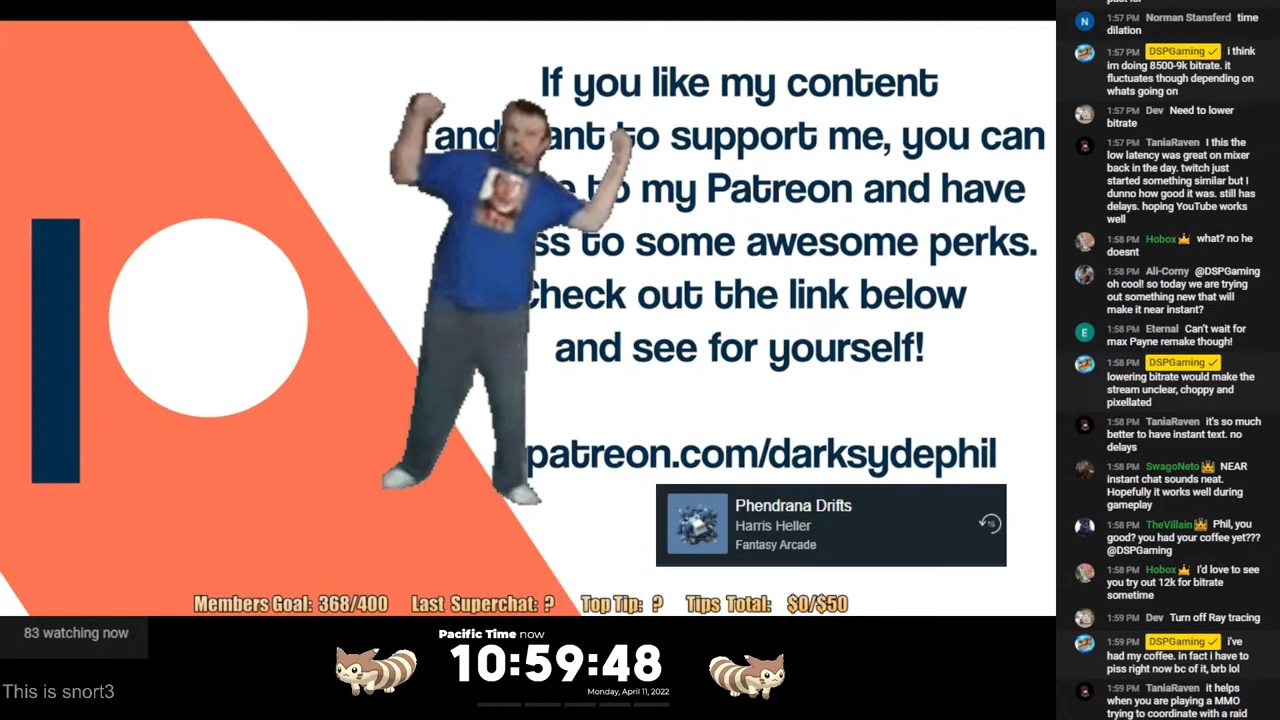 If you like my content
and want to support me, you can
to my Patreon and have
ss to some awesome perks.
Check out the link below
and see for yourself!
patreon.com/darksydephil
Phendrana Drifts
Harris Heller
Fantasy Arcade
15
Members Goal: 368/400 Last Superchat: ? Top Tip: ? Tips Total: $0/$50
83 watching now
This is snort3
Pacific Time now
10:59:48
Monday, April 11, 2022
N 1:57 PM Norman Stansferd time
dilation
1:57 PM DSPGaming ✓ i think
im doing 8500-9k bitrate. it
fluctuates though depending on
whats going on
1:57 PM Dev Need to lower
bitrate
1:57 PM TaniaRaven I this the
low latency was great on mixer
back in the day. twitch just
started something similar but I
dunno how good it was. still has
delays. hoping YouTube works
well
1:58 PM Hobox what? no he
doesnt
1:58 PM Ali-Corny @DSPGaming
oh cool! so today we are trying
out something new that will
make it near instant?
E 1:58 PM Eternal Can't wait for
max Payne remake though!
1:58 PM DSPGaming ✓
lowering bitrate would make the
stream unclear, choppy and
pixellated
1:58 PM TaniaRaven it's so much
better to have instant text. no
delays
1:58 PM SwagoNeto NEAR
instant chat sounds neat.
Hopefully it works well during
gameplay
1:58 PM TheVillain Phil, you
good? you had your coffee yet???
@DSPGaming
1:58 PM Hobox I'd love to see
you try out 12k for bitrate
sometime
1:59 PM Dev Turn off Ray tracing
1:59 PM DSPGaming ✓ i've
had my coffee. in fact i have to
piss right now bc of it, brb lol
1:59 PM TaniaRaven it helps
when you are playing a MMO
trying to coordinate with a raid